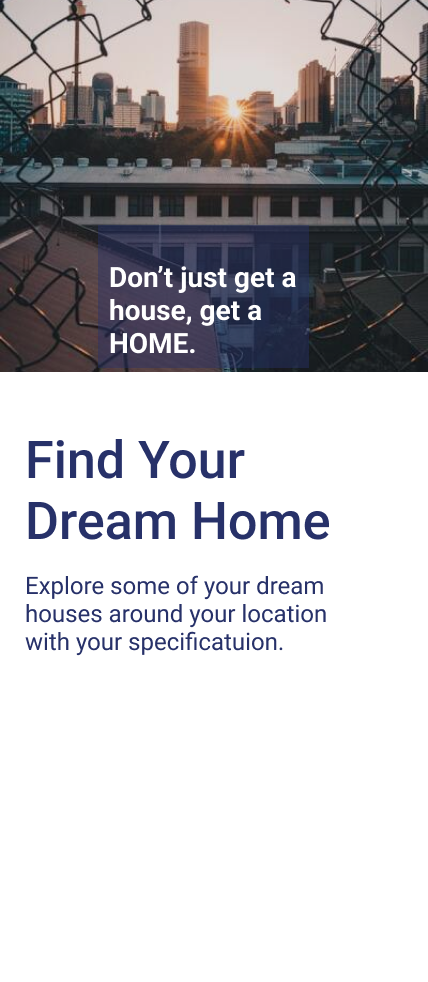 Don’t just get a
house, get a
HOME.
Find Your
Dream Home
Explore some of your dream
houses around your location
with your specificatuion.